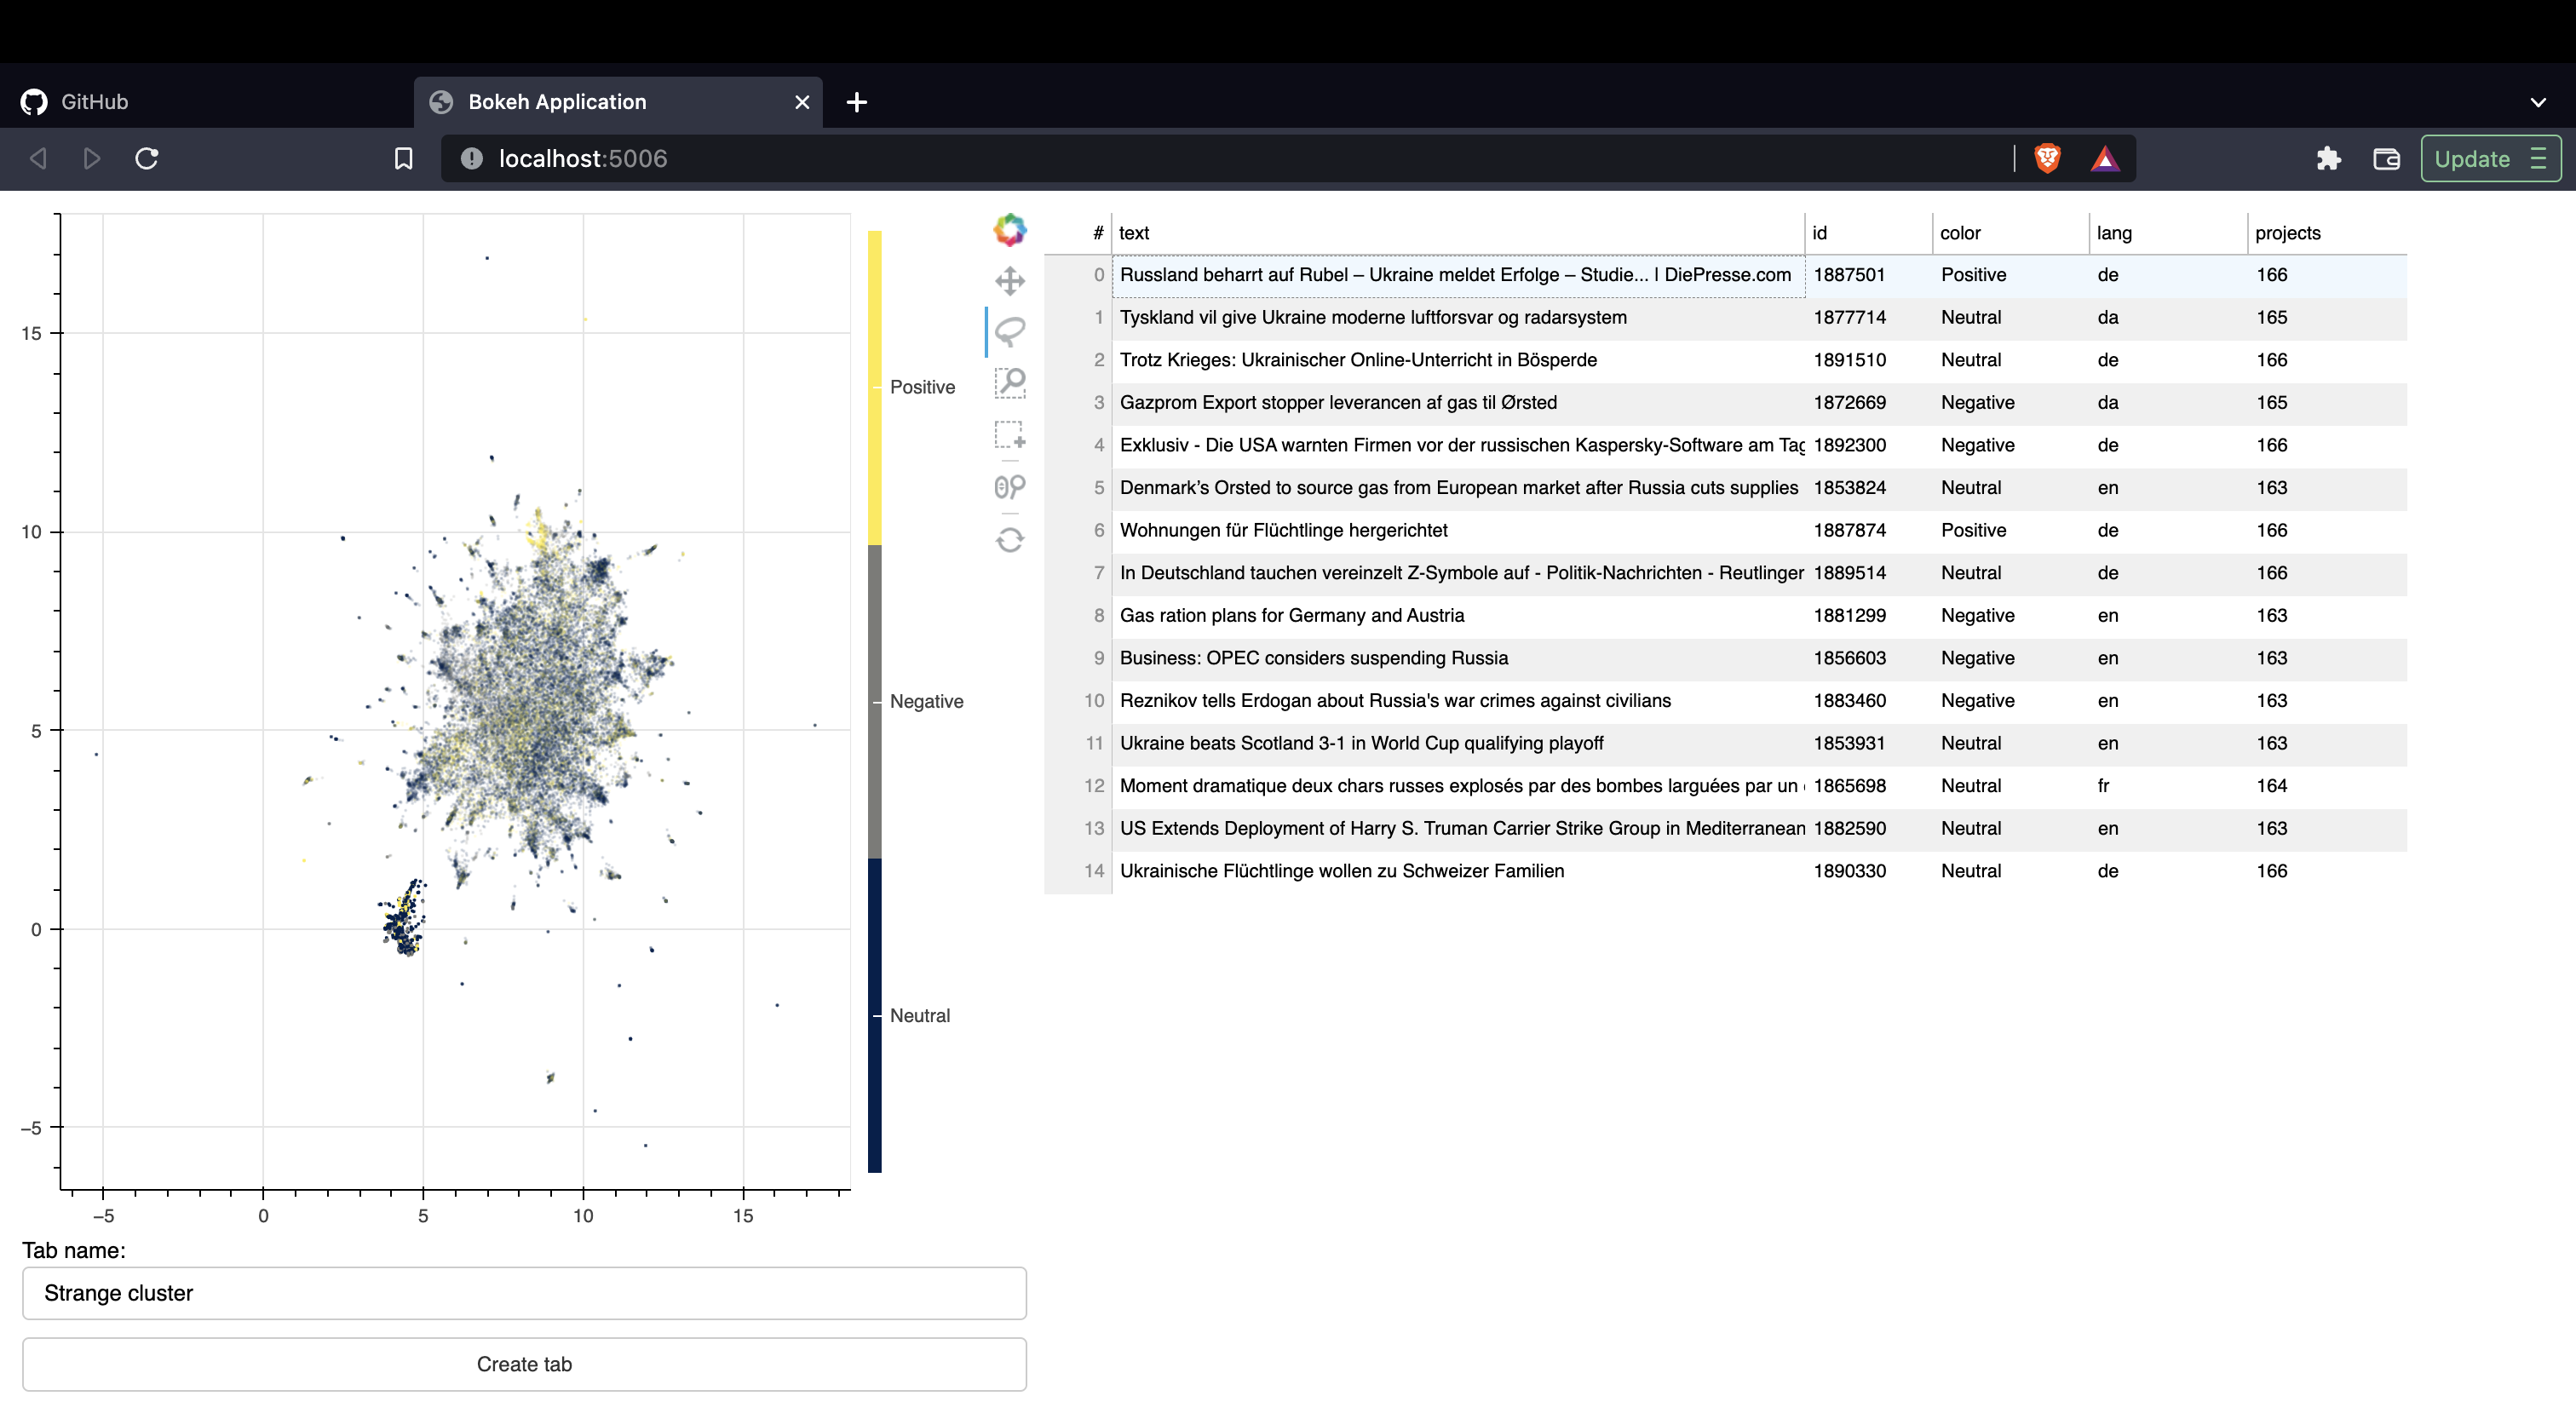 GitHub
Bokeh Application
localhost:5006
Update
15
10
5
0
−5
−5
0
5
10
15
Positive
Negative
Neutral
# text id color lang projects
0 Russland beharrt auf Rubel – Ukraine meldet Erfolge – Studie... | DiePresse.com 1887501 Positive de 166
1 Tyskland vil give Ukraine moderne luftforsvar og radarsystem 1877714 Neutral da 165
2 Trotz Krieges: Ukrainischer Online-Unterricht in Bösperde 1891510 Neutral de 166
3 Gazprom Export stopper leverancen af gas til Ørsted 1872669 Negative da 165
4 Exklusiv - Die USA warnten Firmen vor der russischen Kaspersky-Software am Tag 1892300 Negative de 166
5 Denmark’s Orsted to source gas from European market after Russia cuts supplies 1853824 Neutral en 163
6 Wohnungen für Flüchtlinge hergerichtet 1887874 Positive de 166
7 In Deutschland tauchen vereinzelt Z-Symbole auf - Politik-Nachrichten - Reutlinger 1889514 Neutral de 166
8 Gas ration plans for Germany and Austria 1881299 Negative en 163
9 Business: OPEC considers suspending Russia 1856603 Negative en 163
10 Reznikov tells Erdogan about Russia's war crimes against civilians 1883460 Negative en 163
11 Ukraine beats Scotland 3-1 in World Cup qualifying playoff 1853931 Neutral en 163
12 Moment dramatique deux chars russes explosés par des bombes larguées par un 1865698 Neutral fr 164
13 US Extends Deployment of Harry S. Truman Carrier Strike Group in Mediterranean 1882590 Neutral en 163
14 Ukrainische Flüchtlinge wollen zu Schweizer Familien 1890330 Neutral de 166
Tab name:
Strange cluster
Create tab